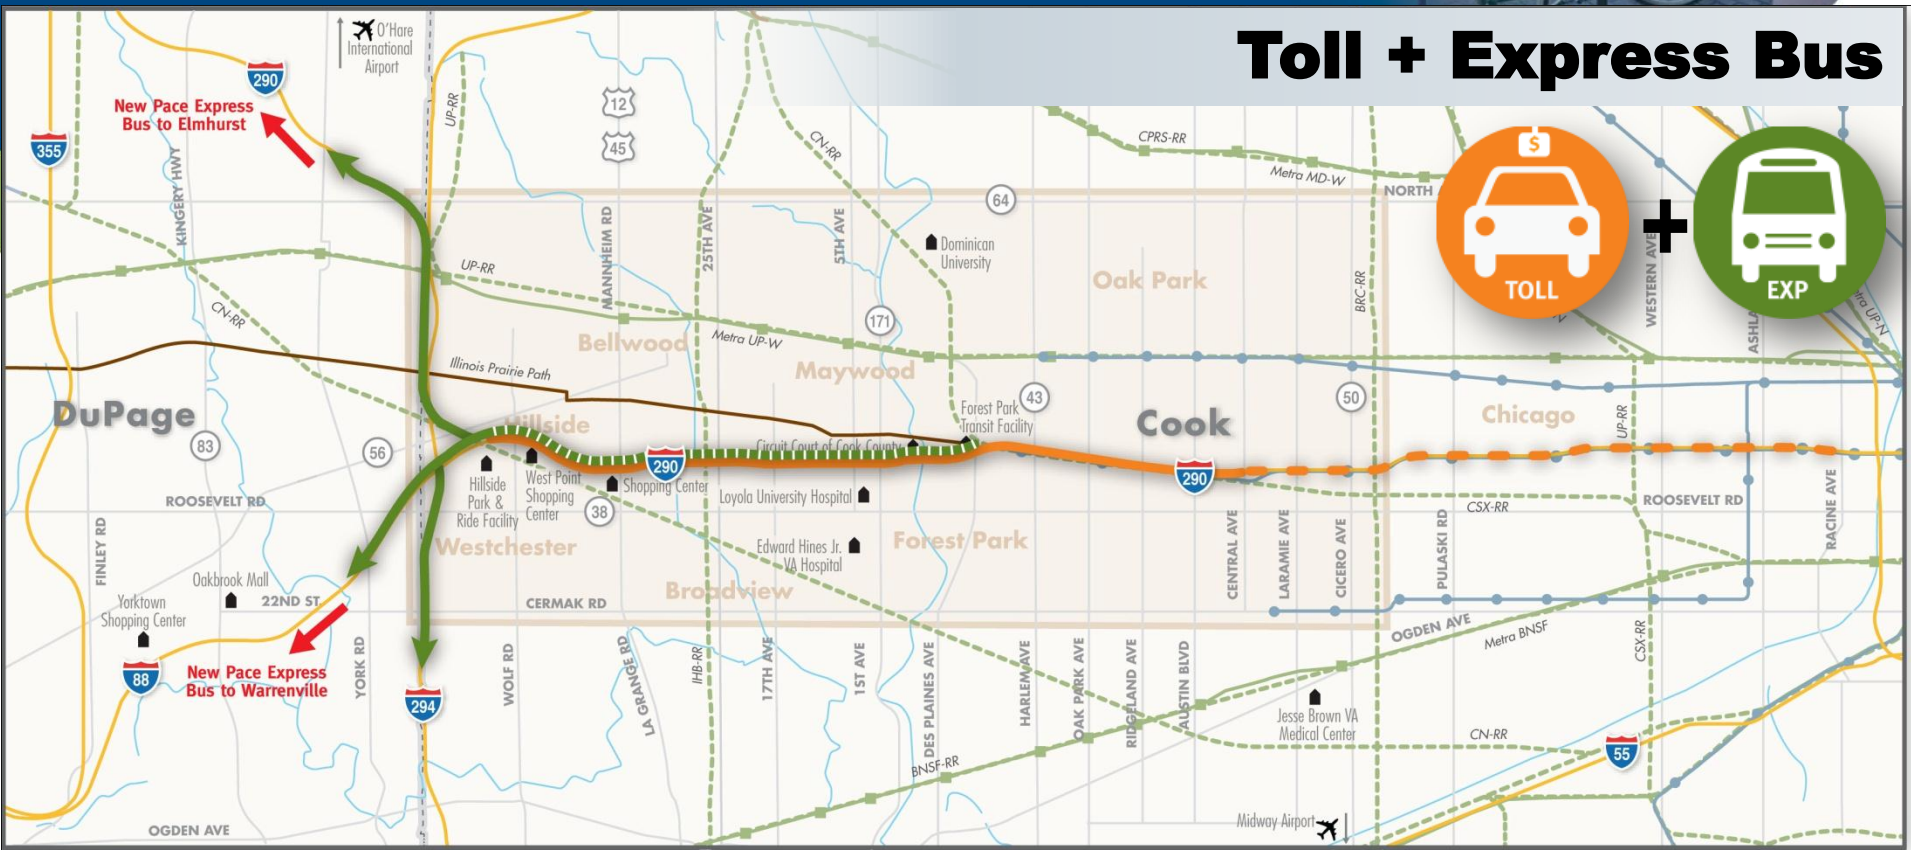 Toll + Express Bus
O'Hare
International
Airport
290
New Pace Express
Bus to Elmhurst
355
KINGERY HWY
UP-RR
12
45
CN-RR
CPRS-RR
Metra MD-W
NORTH
$
TOLL
+
EXP
64
MANNHEIM RD
25TH AVE
5TH AVE
Dominican
University
Oak Park
BRC-RR
WESTERN AVE
UP-RR
CN-RR
171
Bellwood
Metra UP-W
Maywood
Illinois Prairie Path
DuPage
83
56
Hillside
Forest Park
Transit Facility
43
Cook
50
Chicago
UP-RR
Circuit Court of Cook County
290
290
Hillside
Park &
Ride Facility
West Point
Shopping
Center
Shopping Center
38
Loyola University Hospital
ROOSEVELT RD
ROOSEVELT RD
CSX-RR
RACINE AVE
FINLEY RD
Westchester
Edward Hines Jr.
VA Hospital
Forest Park
CENTRAL AVE
LARAMIE AVE
CICERO AVE
PULASKI RD
Oakbrook Mall
22ND ST.
Yorktown
Shopping Center
Broadview
CERMAK RD
OGDEN AVE
Metra BNSF
CSX-RR
New Pace Express
Bus to Warrenville
88
294
YORK RD
WOLF RD
LA GRANGE RD
IHB-RR
17TH AVE
1ST AVE
DES PLAINES AVE
HARLEM AVE
OAK PARK AVE
RIDGELAND AVE
AUSTIN BLVD
Jesse Brown VA
Medical Center
CN-RR
55
BNSF-RR
Midway Airport
OGDEN AVE